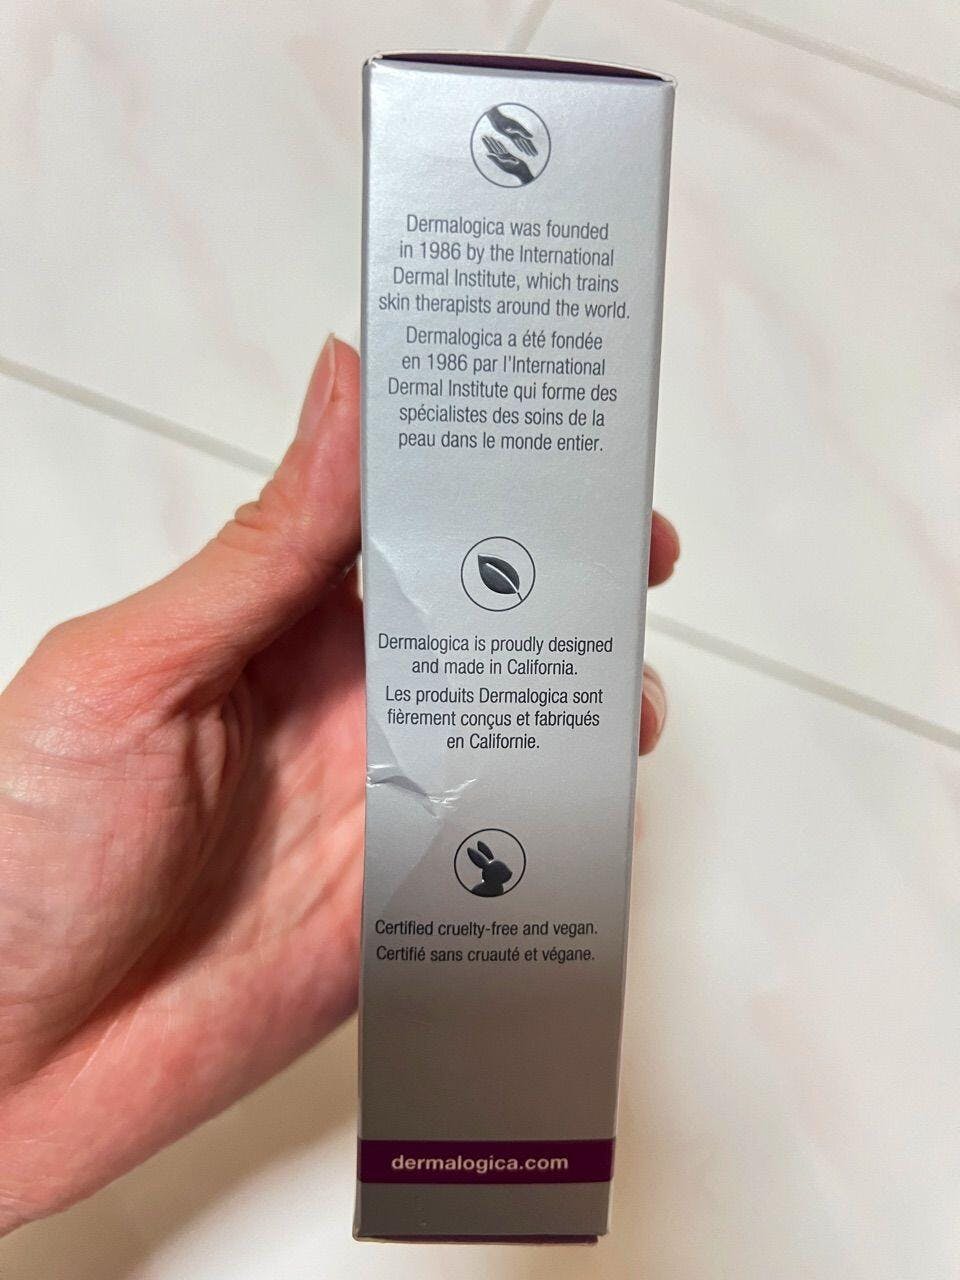 Dermalogica was founded
in 1986 by the International
Dermal Institute, which trains
skin therapists around the world.
Dermalogica a été fondée
en 1986 par l'International
Dermal Institute qui forme des
spécialistes des soins de la
peau dans le monde entier.
Dermalogica is proudly designed
and made in California.
Les produits Dermalogica sont
fièrement conçus et fabriqués
en Californie.
Certified cruelty-free and vegan.
Certifié sans cruauté et végane.
dermalogica.com